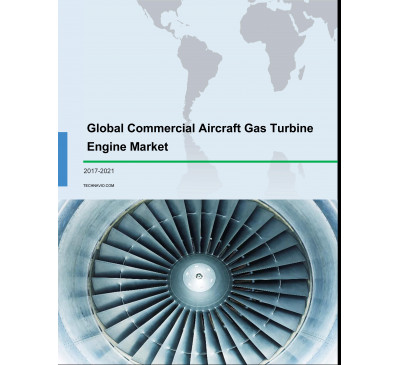 Global Commercial Aircraft Gas Turbine
Engine Market
2017-2021
TECHNAVIO.COM